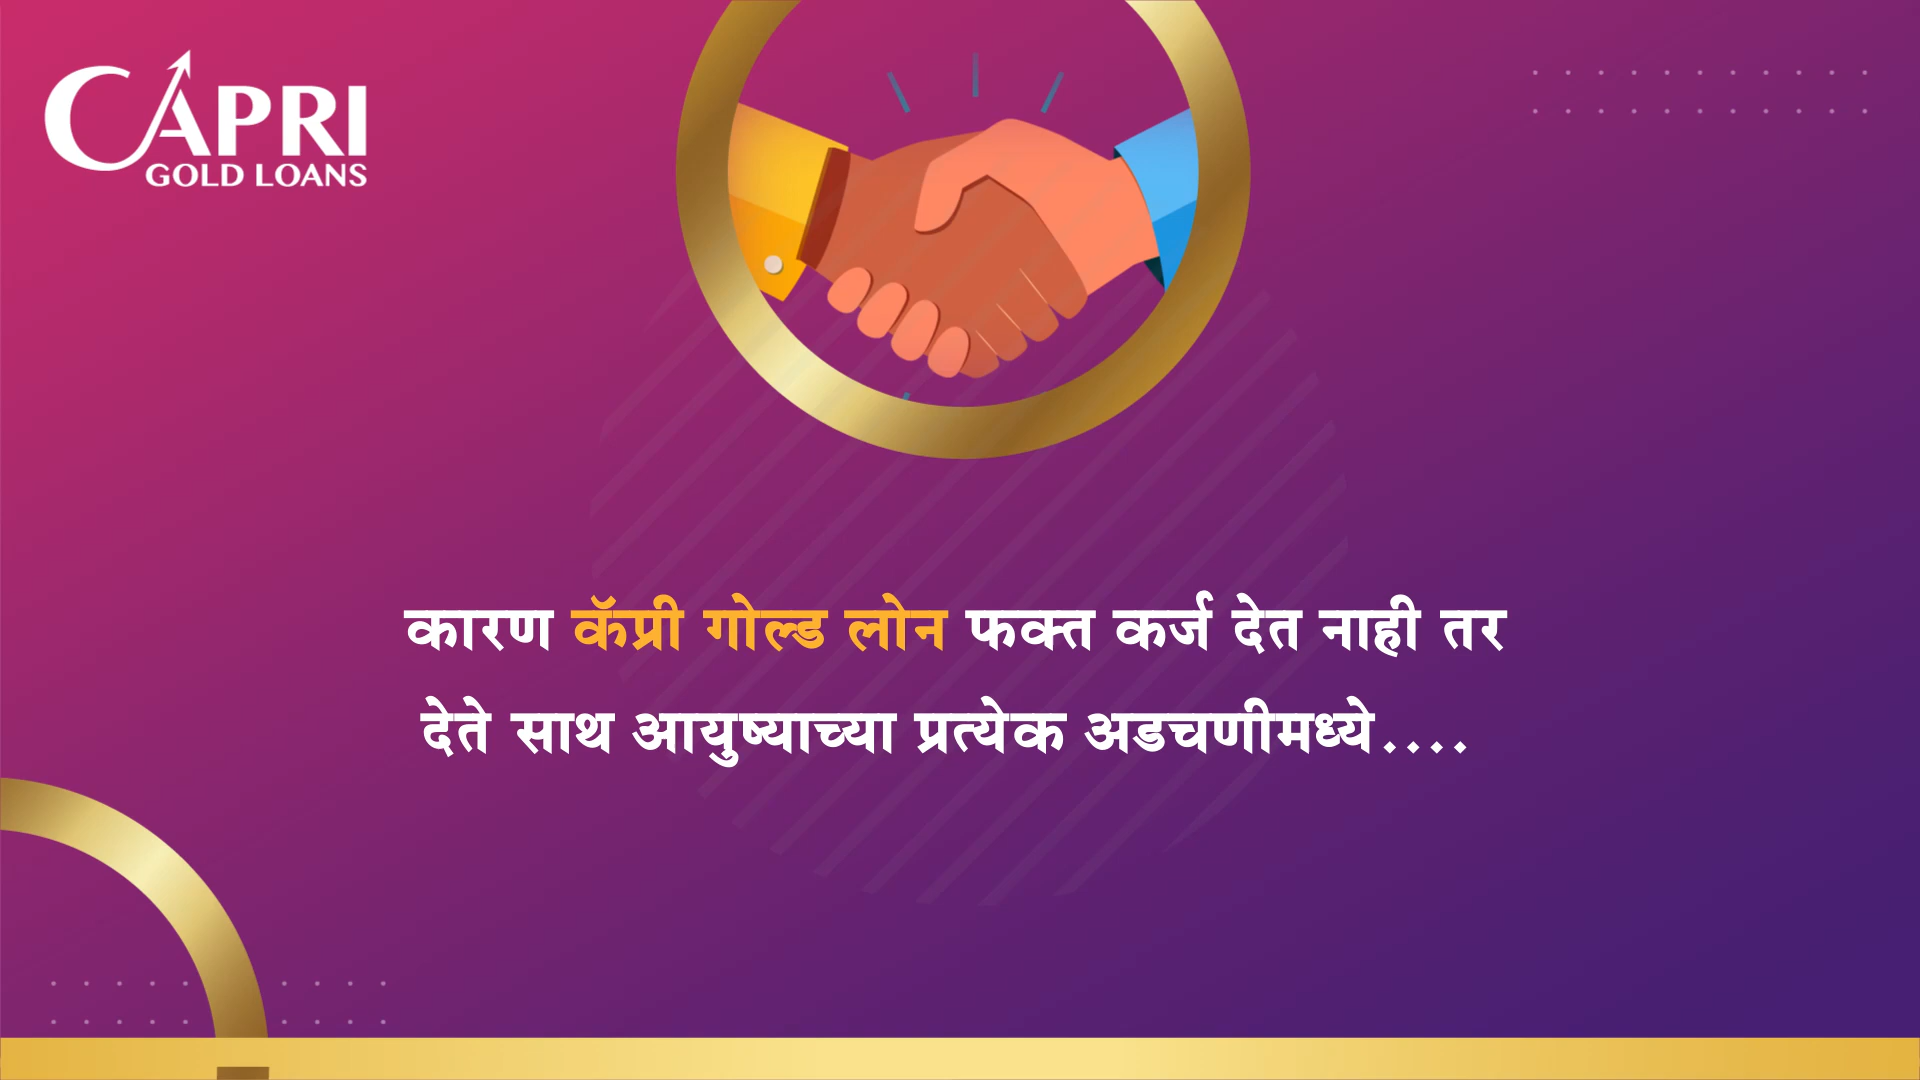 CAPRI
GOLD LOANS
कारण कॅप्री गोल्ड लोन फक्त कर्ज देत नाही तर
देते साथ आयुष्याच्या प्रत्येक अडचणीमध्ये....